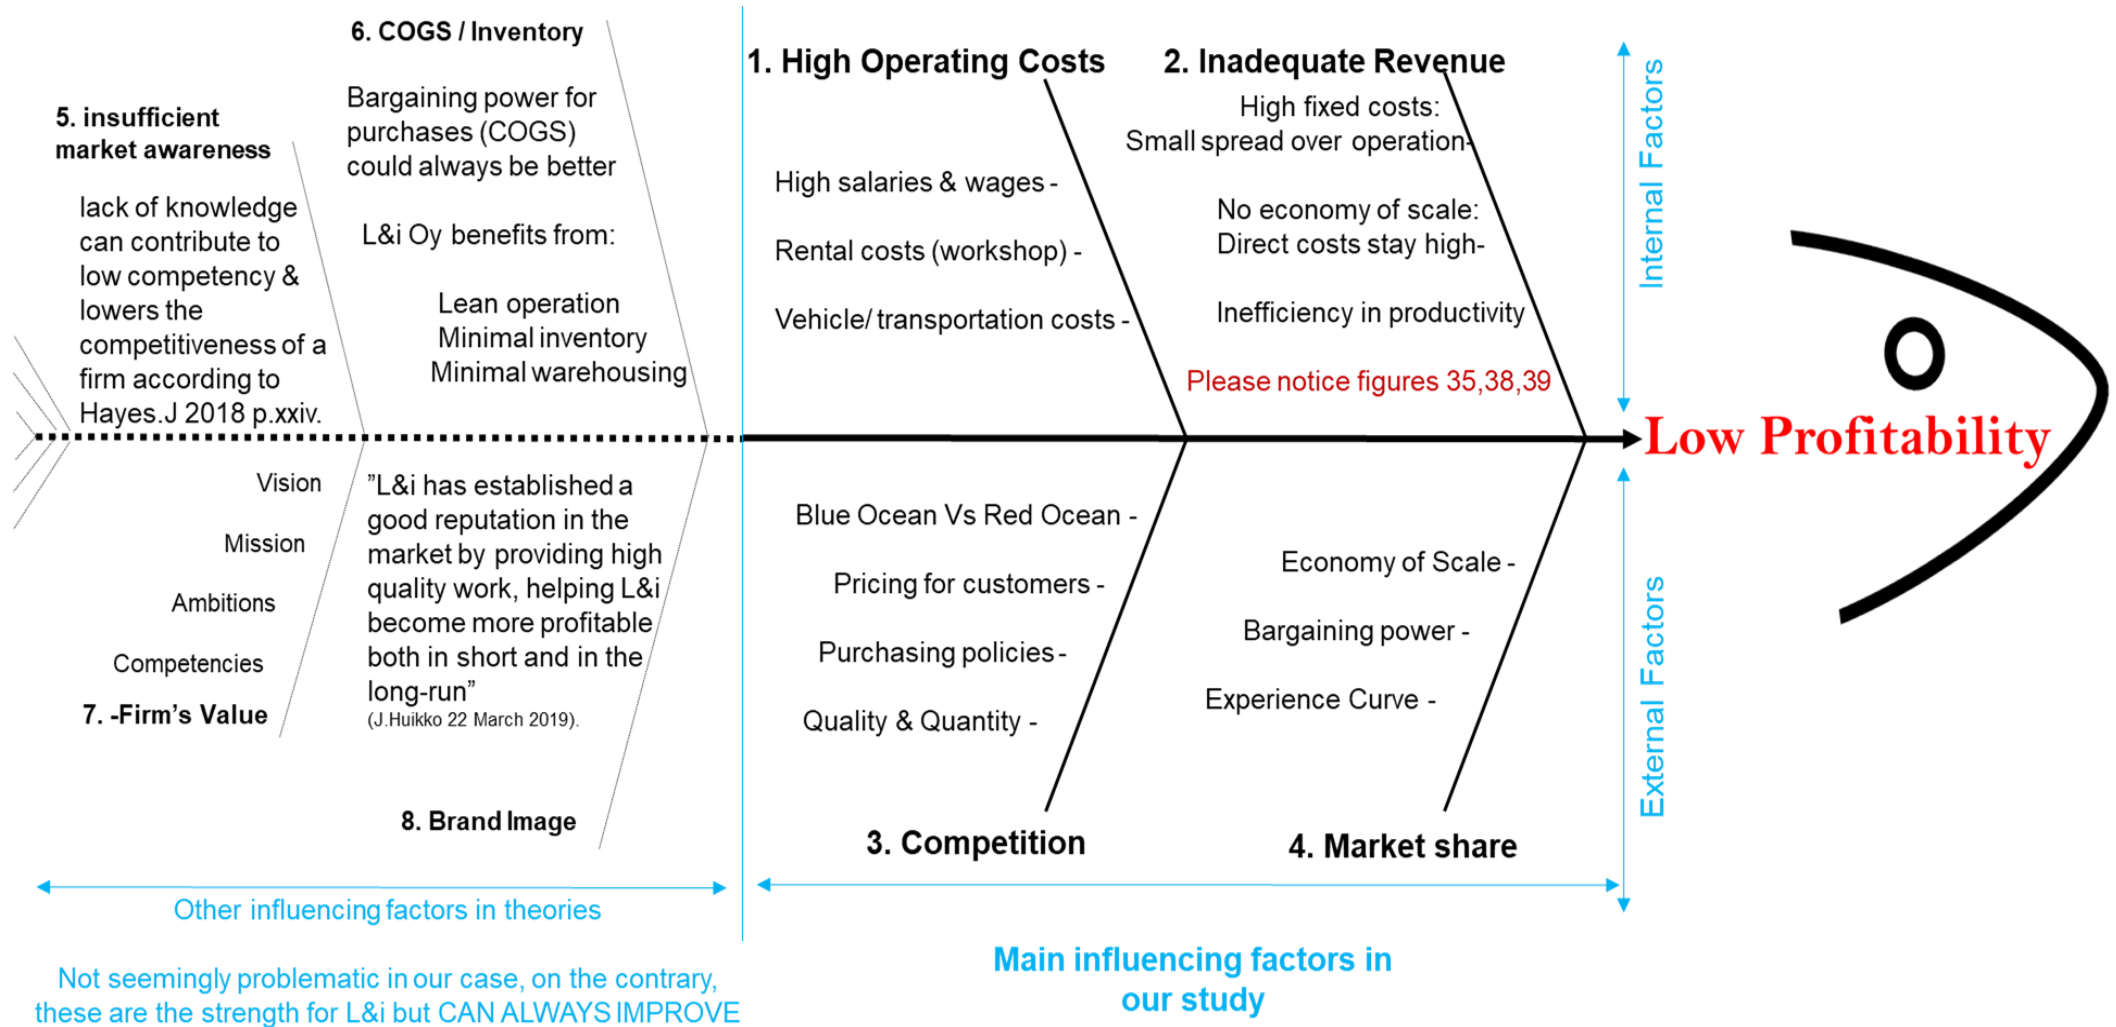 6. COGS / Inventory
Bargaining power for
purchases (COGS)
could always be better
L&i Oy benefits from:
Lean operation
Minimal inventory
Minimal warehousing
5. insufficient
market awareness
lack of knowledge
can contribute to
low competency &
lowers the
competitiveness of a
firm according to
Hayes.J 2018 p.xxiv.
1. High Operating Costs
High salaries & wages -
Rental costs (workshop) -
Vehicle/ transportation costs -
2. Inadequate Revenue
High fixed costs:
Small spread over operation-
No economy of scale:
Direct costs stay high-
Inefficiency in productivity
Please notice figures 35,38,39
Internal Factors
Low Profitability
Vision
Mission
Ambitions
Competencies
7. -Firm's Value
"L&i has established a
good reputation in the
market by providing high
quality work, helping L&i
become more profitable
both in short and in the
long-run"
(J.Huikko 22 March 2019).
8. Brand Image
Blue Ocean Vs Red Ocean -
Pricing for customers -
Purchasing policies -
Quality & Quantity -
3. Competition
Economy of Scale -
Bargaining power -
Experience Curve -
4. Market share
External Factors
Other influencing factors in theories
Not seemingly problematic in our case, on the contrary,
these are the strength for L&i but CAN ALWAYS IMPROVE
Main influencing factors in
our study